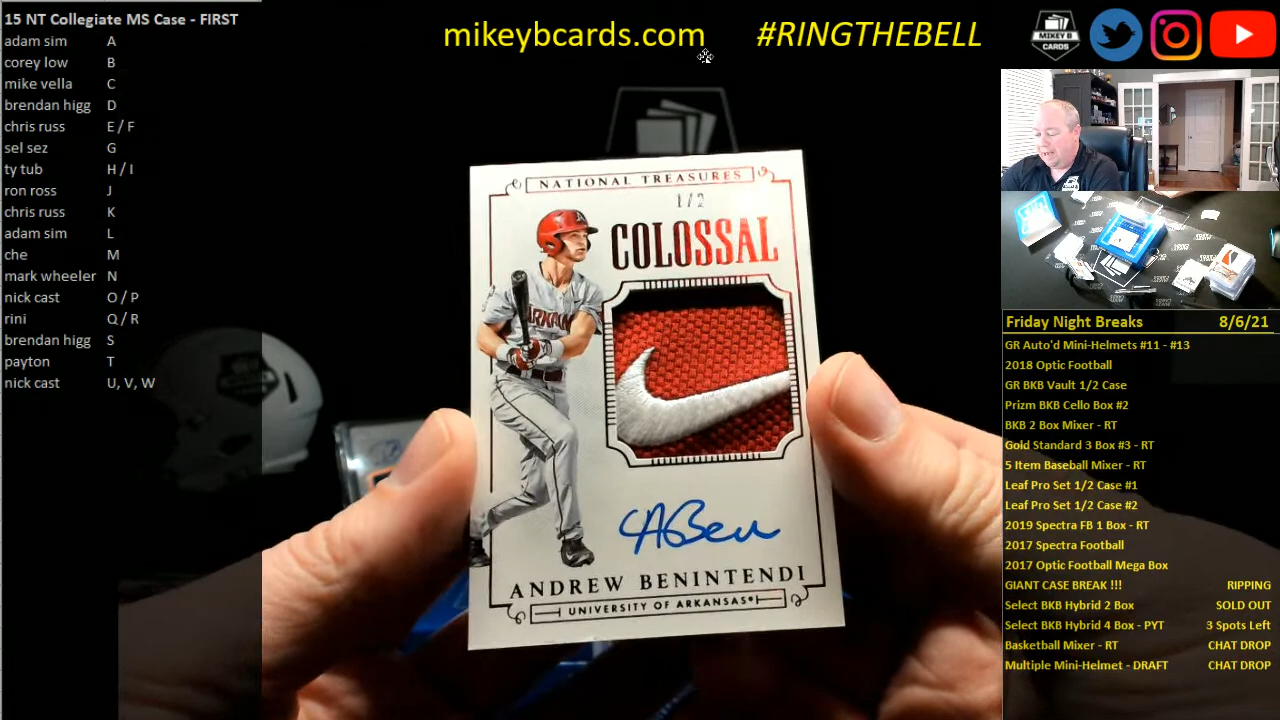 15 NT Collegiate MS Case - FIRST
adam sim A
corey low B
mike vella C
brendan higg D
chris russ E / F
sel sez G
ty tub H / I
ron ross J
chris russ K
adam sim L
che M
mark wheeler N
nick cast O / P
rini Q / R
brendan higg S
payton T
nick cast U, V, W
mikeybcards.com #RINGTHEBELL
MIKEY B
CARDS
NATIONAL TREASURES
1/2
COLOSSAL
ARKAN
ABen
ANDREW BENINTENDI
UNIVERSITY OF ARKANSAS
Friday Night Breaks 8/6/21
GR Auto'd Mini-Helmets #11 - #13
2018 Optic Football
GR BKB Vault 1/2 Case
Prizm BKB Cello Box #2
BKB 2 Box Mixer - RT
Gold Standard 3 Box #3 - RT
5 Item Baseball Mixer - RT
Leaf Pro Set 1/2 Case #1
Leaf Pro Set 1/2 Case #2
2019 Spectra FB 1 Box - RT
2017 Spectra Football
2017 Optic Football Mega Box
GIANT CASE BREAK !!! RIPPING
Select BKB Hybrid 2 Box SOLD OUT
Select BKB Hybrid 4 Box - PYT 3 Spots Left
Basketball Mixer - RT CHAT DROP
Multiple Mini-Helmet - DRAFT CHAT DROP